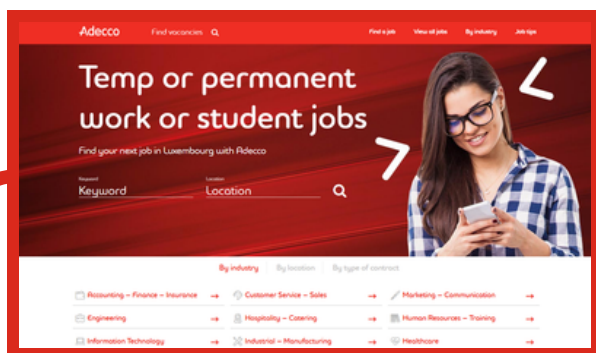 Adecco Find vacancies Find a job View all jobs By industry Job tips
Temp or permanent
work or student jobs
Find your next job in Luxembourg with Adecco
Keyword Location
Keyword Location
By industry By location By type of contract
Accounting – Finance – Insurance → Customer Service – Sales → Marketing – Communication →
Engineering → Hospitality – Catering → Human Resources – Training →
Information Technology → Industrial – Manufacturing → Healthcare →